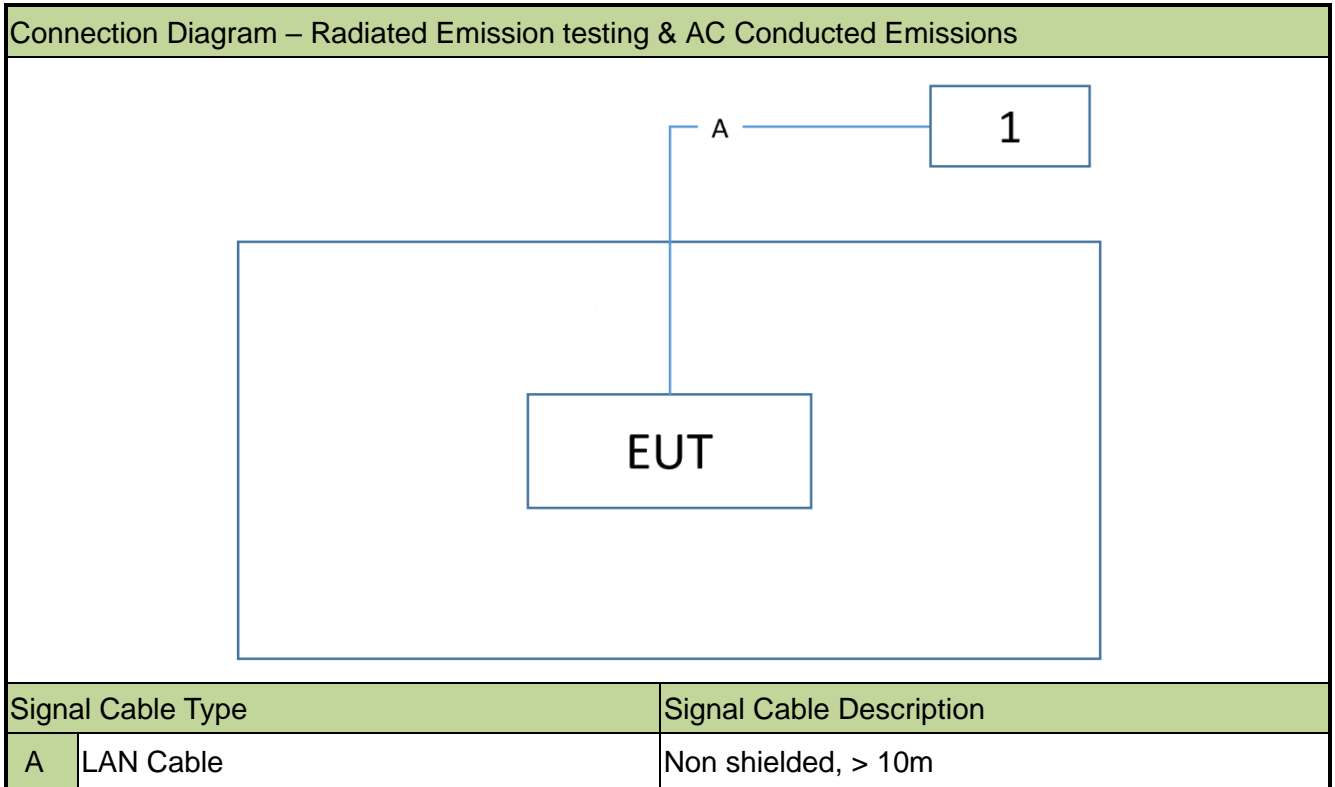 Connection Diagram – Radiated Emission testing & AC Conducted Emissions
A
1
EUT
Signal Cable Type Signal Cable Description
A LAN Cable Non shielded, > 10m